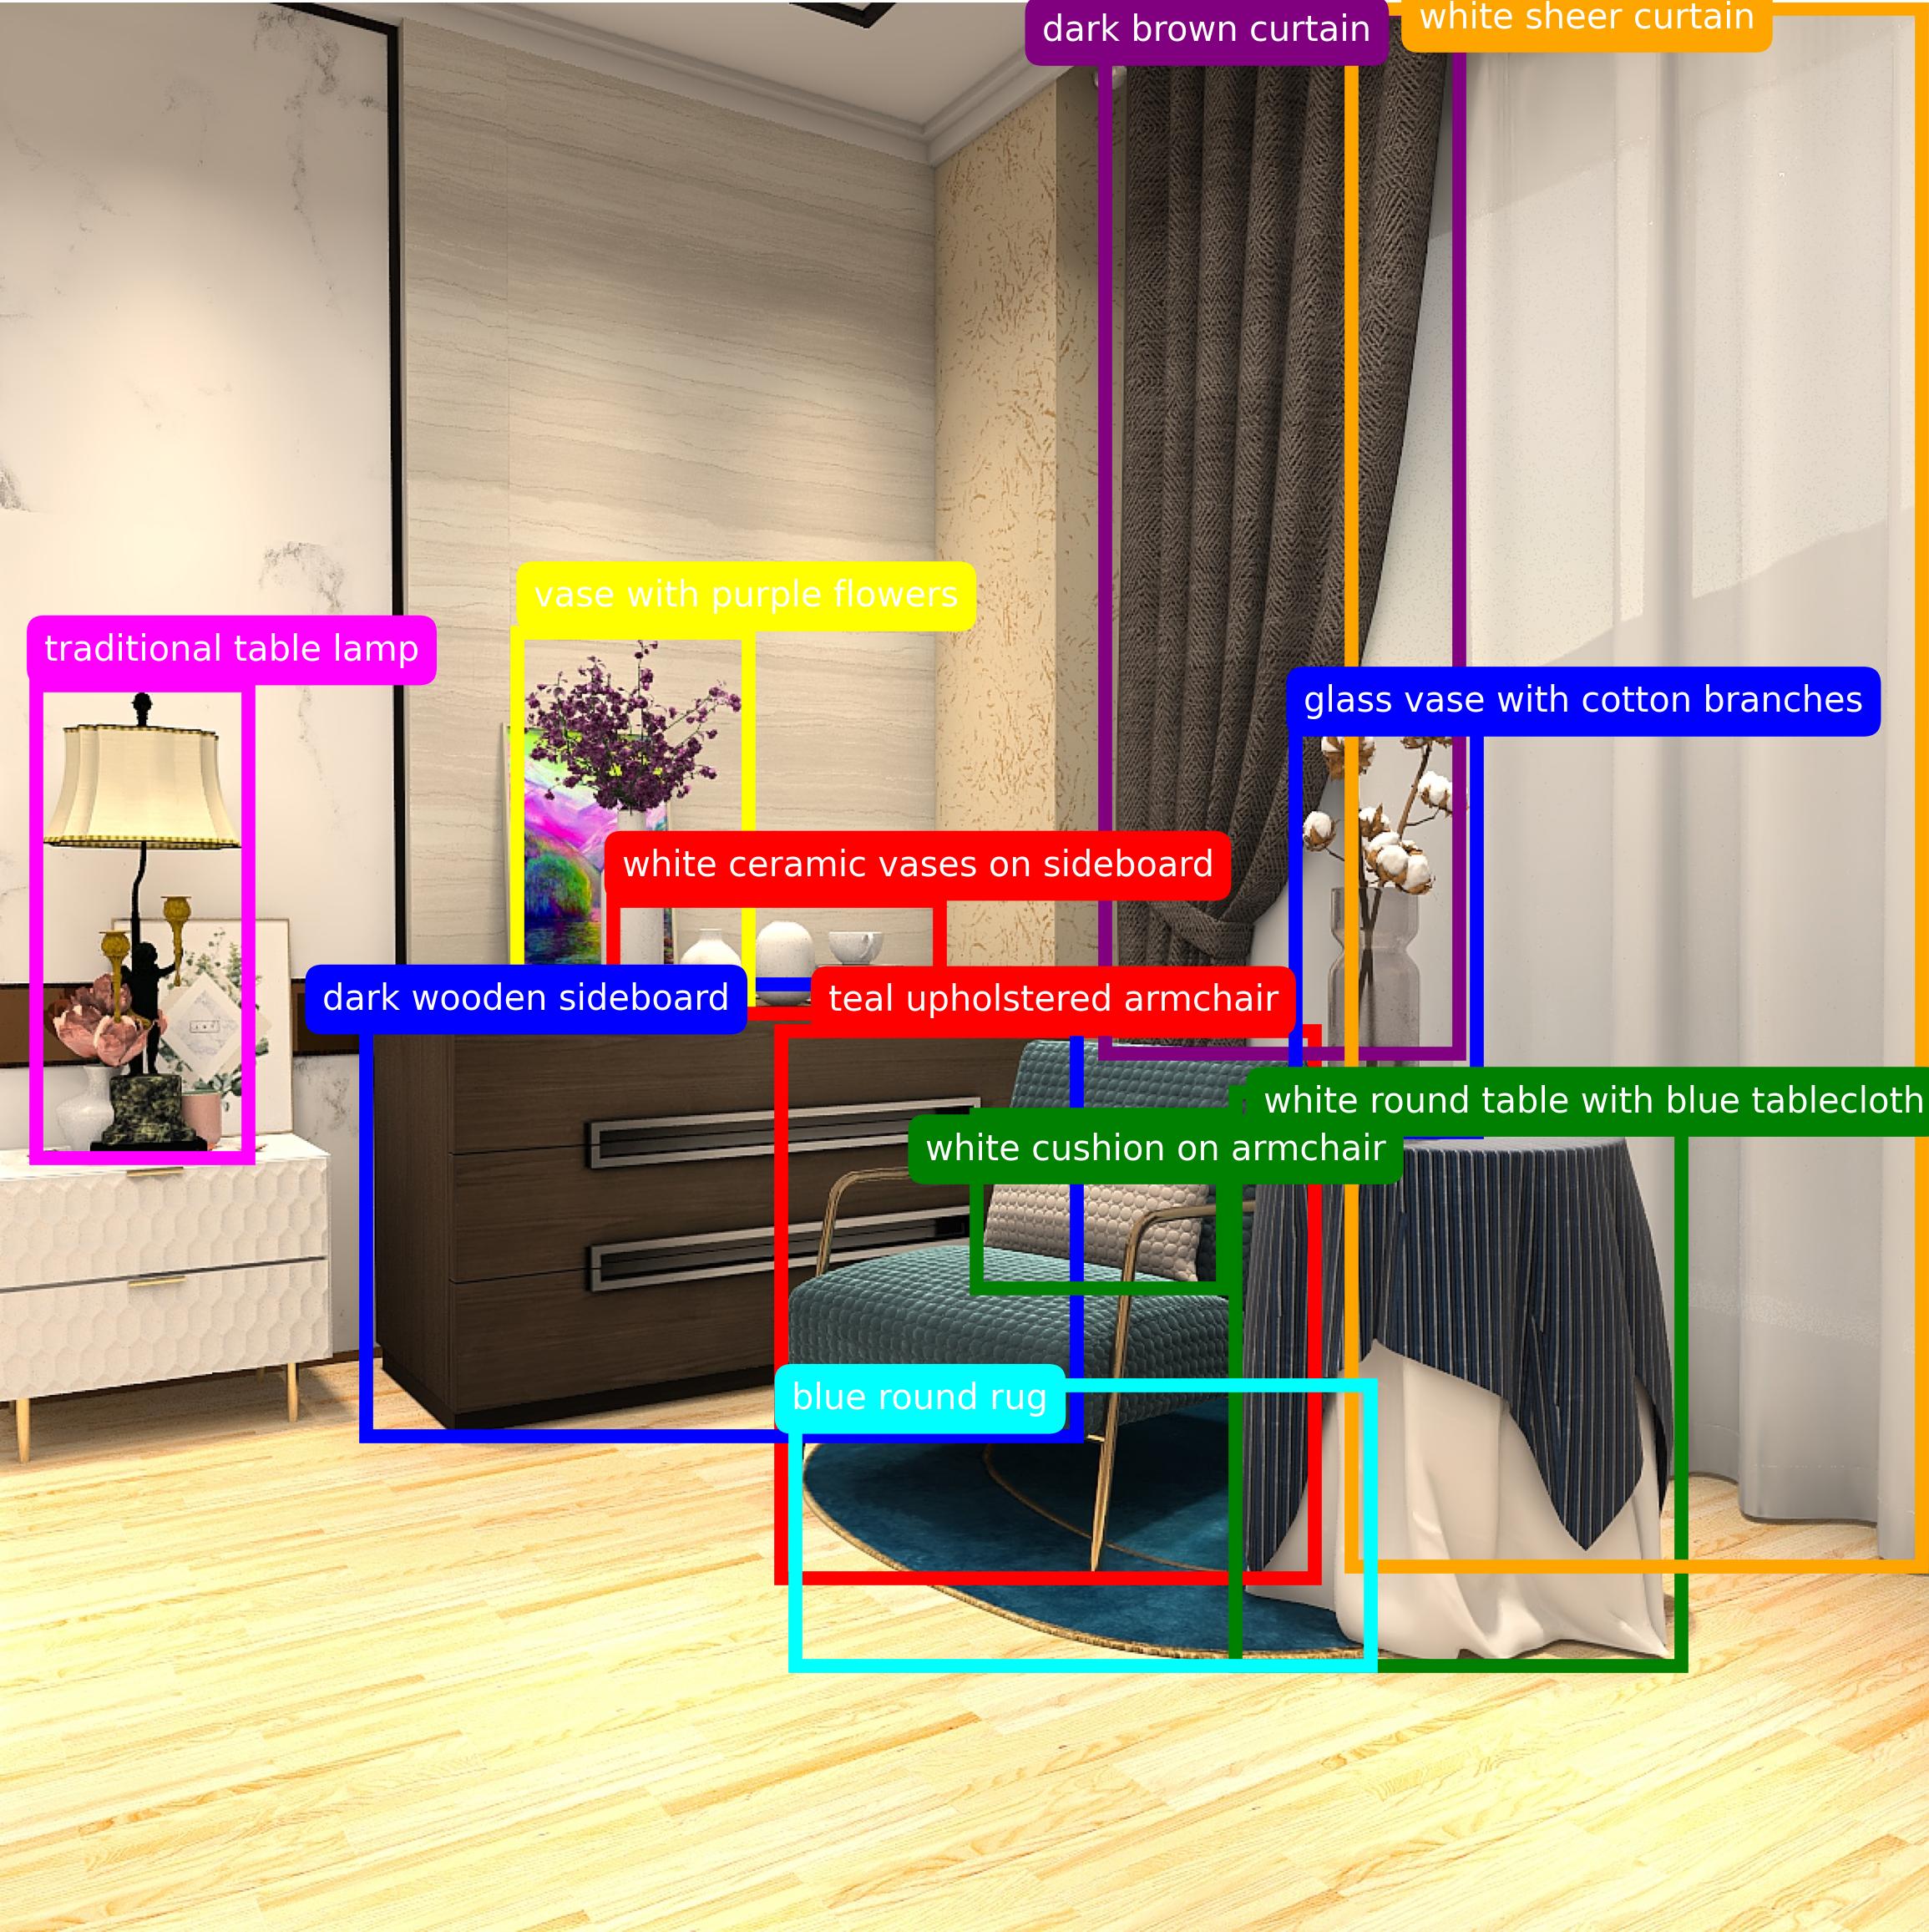 dark brown curtain
white sheer curtain
vase with purple flowers
traditional table lamp
glass vase with cotton branches
white ceramic vases on sideboard
dark wooden sideboard
teal upholstered armchair
white round table with blue tablecloth
white cushion on armchair
blue round rug